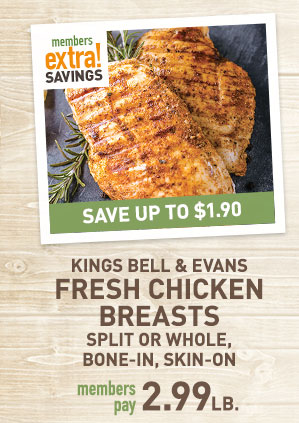 members
extra!
SAVINGS
SAVE UP TO $1.90
KINGS BELL & EVANS
FRESH CHICKEN
BREASTS
SPLIT OR WHOLE,
BONE-IN, SKIN-ON
members
pay 2.99LB.